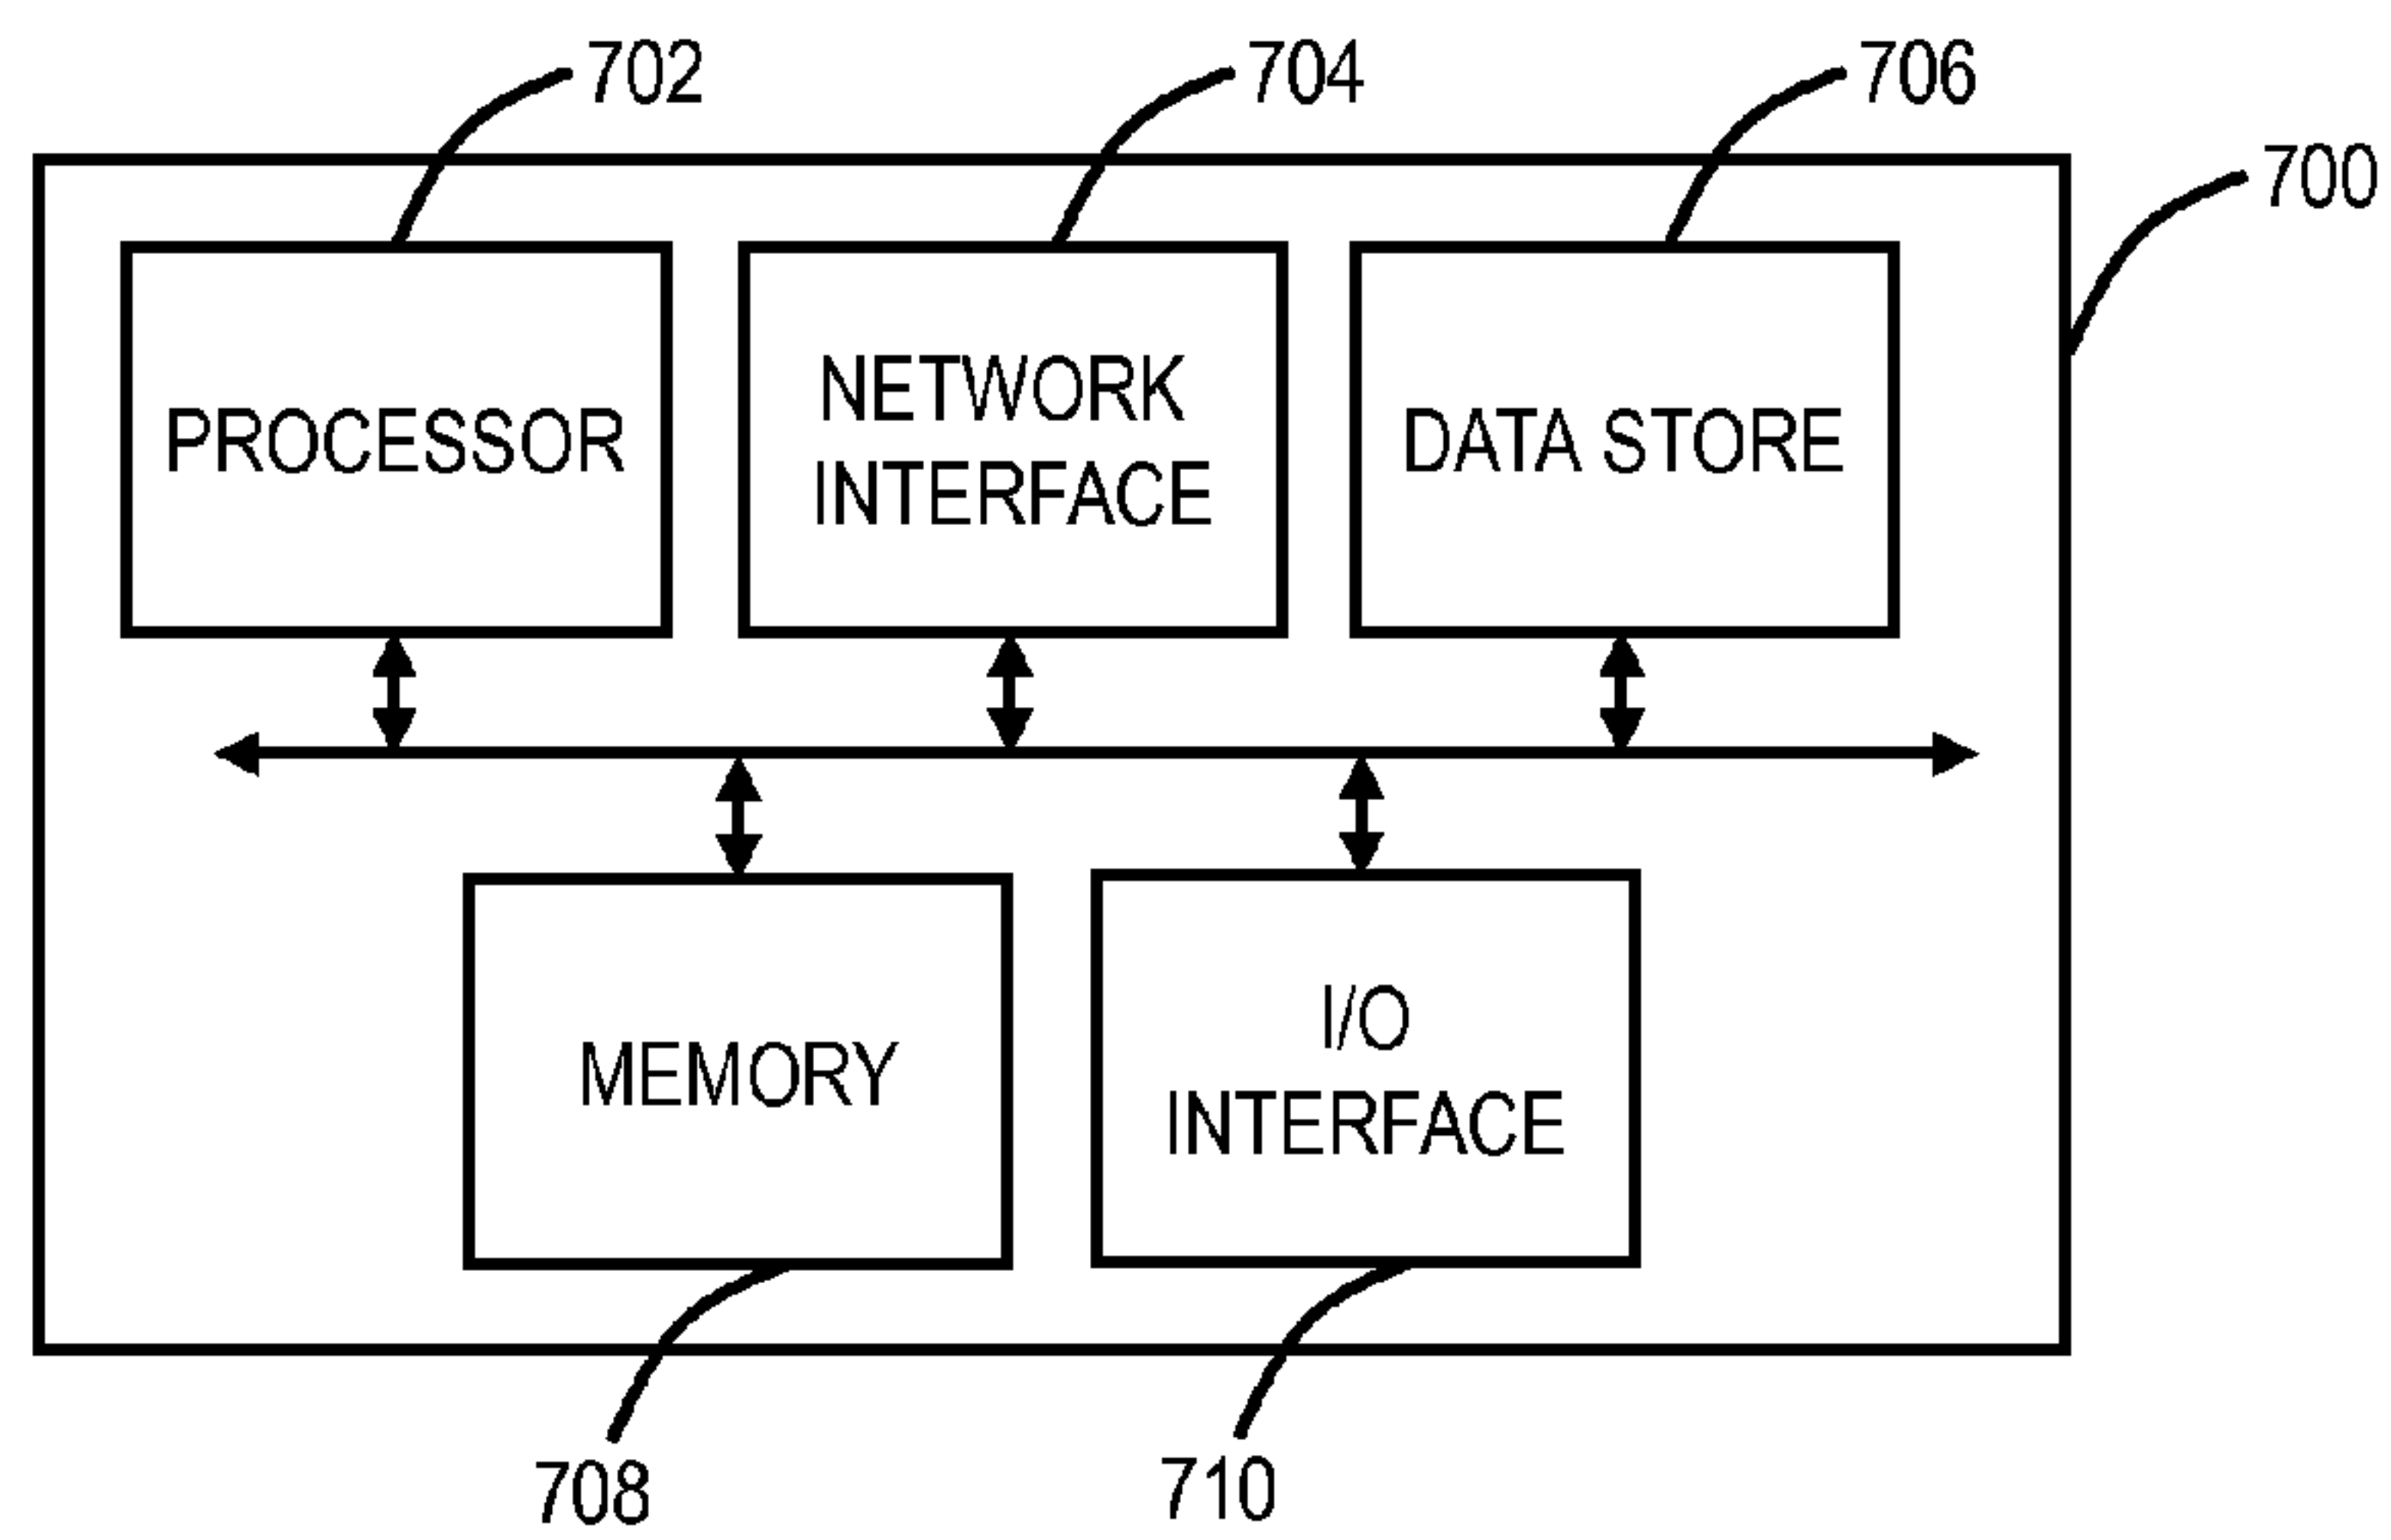 702
704
706
700
PROCESSOR
NETWORK
INTERFACE
DATA STORE
MEMORY
I/O
INTERFACE
708
710